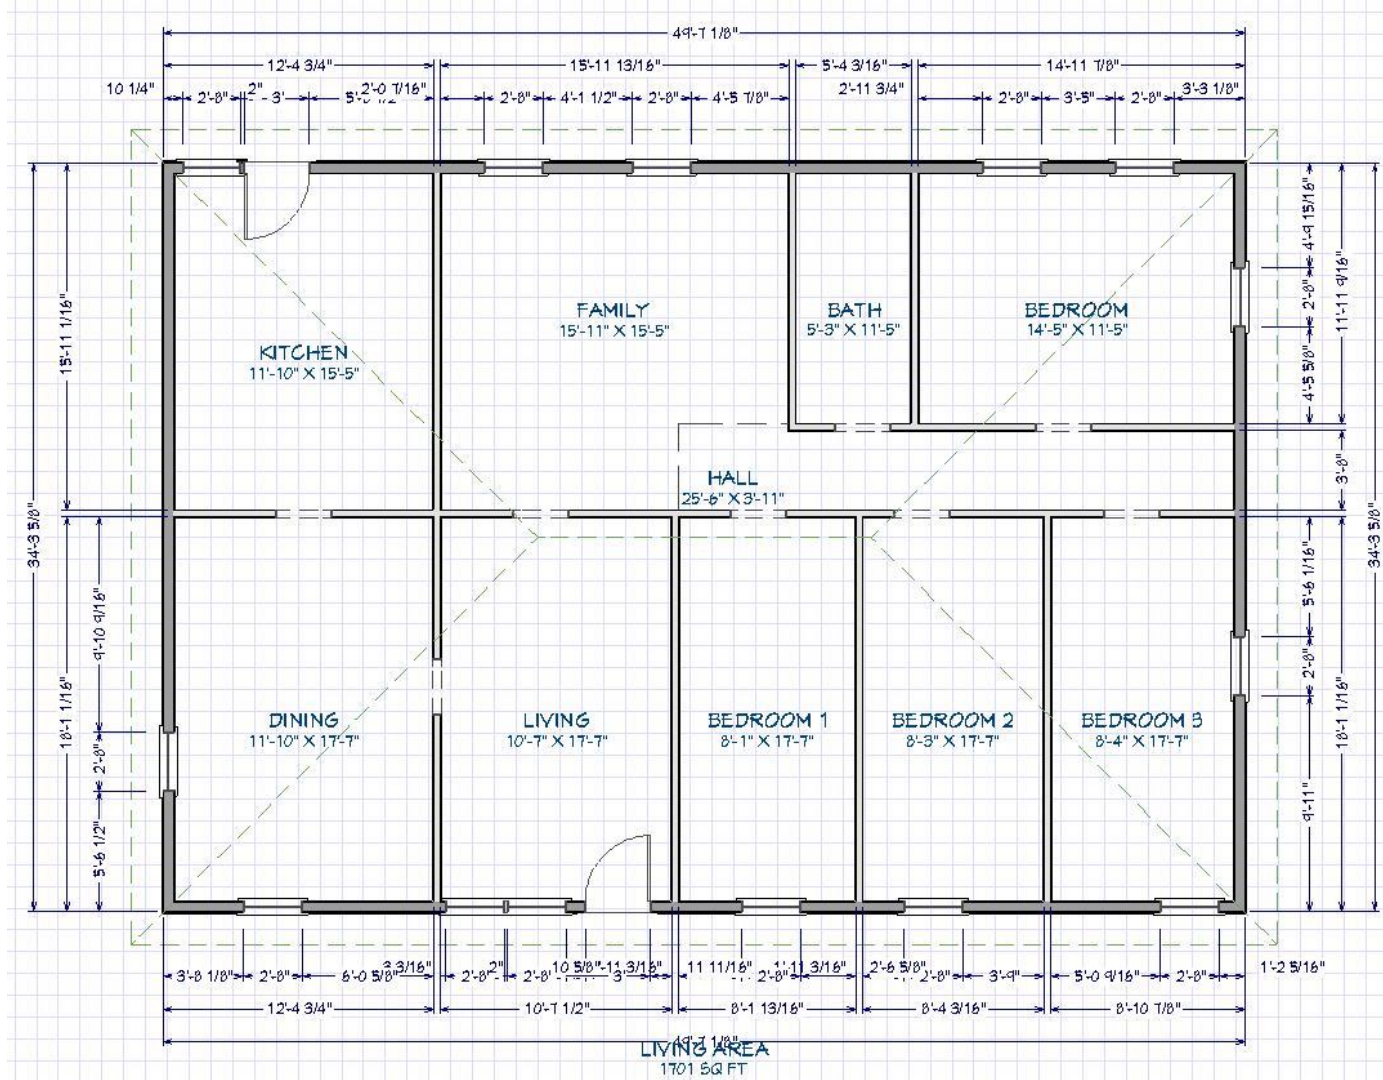 49'-7 1/8"
12'-4 3/4"
15'-11 13/16"
5'-4 3/16"
14'-11 7/8"
10 1/4"
2"
2'-0 7/16"
2'-11 3/4"
3'-3 1/8"
2'-8"
3'
2'-8"
4'-1 1/2"
2'-8"
4'-5 7/8"
2'-8"
3'-5"
2'-8"
4'-9 15/16"
2'-8"
4'-5 5/8"
11'-11 9/16"
15'-11 1/16"
FAMILY
15'-11" X 15'-5"
BATH
5'-3" X 11'-5"
BEDROOM
14'-5" X 11'-5"
KITCHEN
11'-10" X 15'-5"
HALL
25'-6" X 3'-11"
3'-8"
34'-3 5/8"
34'-3 5/8"
9'-10 9/16"
18'-1 1/16"
2'-8"
5'-6 1/2"
5'-6 1/16"
2'-8"
18'-1 1/16"
9'-11"
DINING
11'-10" X 17'-7"
LIVING
10'-7" X 17'-7"
BEDROOM 1
8'-1" X 17'-7"
BEDROOM 2
8'-3" X 17'-7"
BEDROOM 3
8'-4" X 17'-7"
3'-8 1/8"
2'-8"
6'-0 5/8"
3 3/16"
2'-8"
2"
2'-8"
10 5/8"
3'
11 11/16"
2'-8"
2'-6 5/8"
2'-8"
3'-9"
5'-0 9/16"
2'-8"
1'-2 5/16"
12'-4 3/4"
10'-7 1/2"
8'-1 13/16"
8'-4 3/16"
8'-10 7/8"
49'-7 1/8"
LIVING AREA
1701 SQ FT